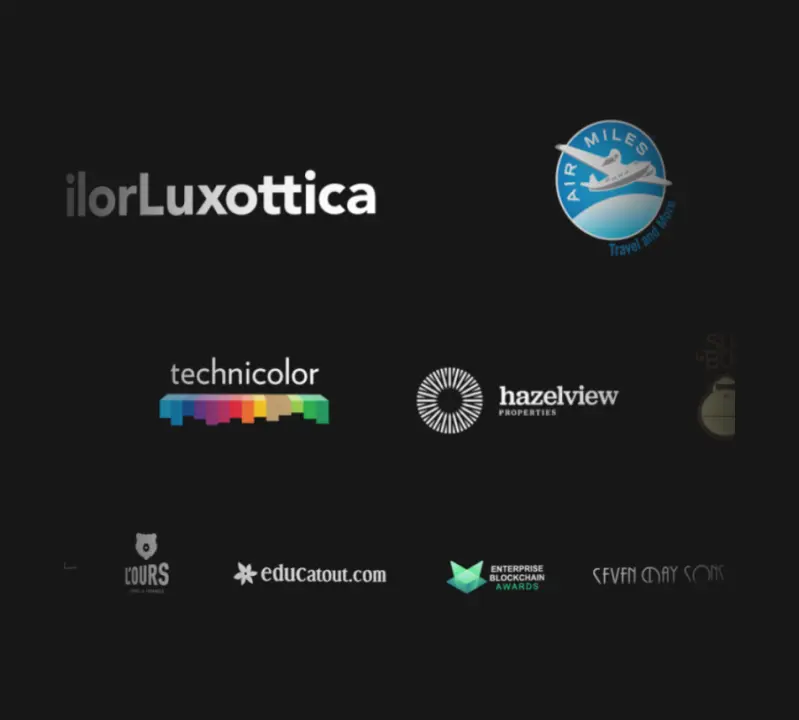 ilorLuxottica
AIR MILES
Travel and More
technicolor
hazelview
PROPERTIES
L'OURS
educatout.com
ENTERPRISE
BLOCKCHAIN
AWARDS
SEVEN DAY SONS